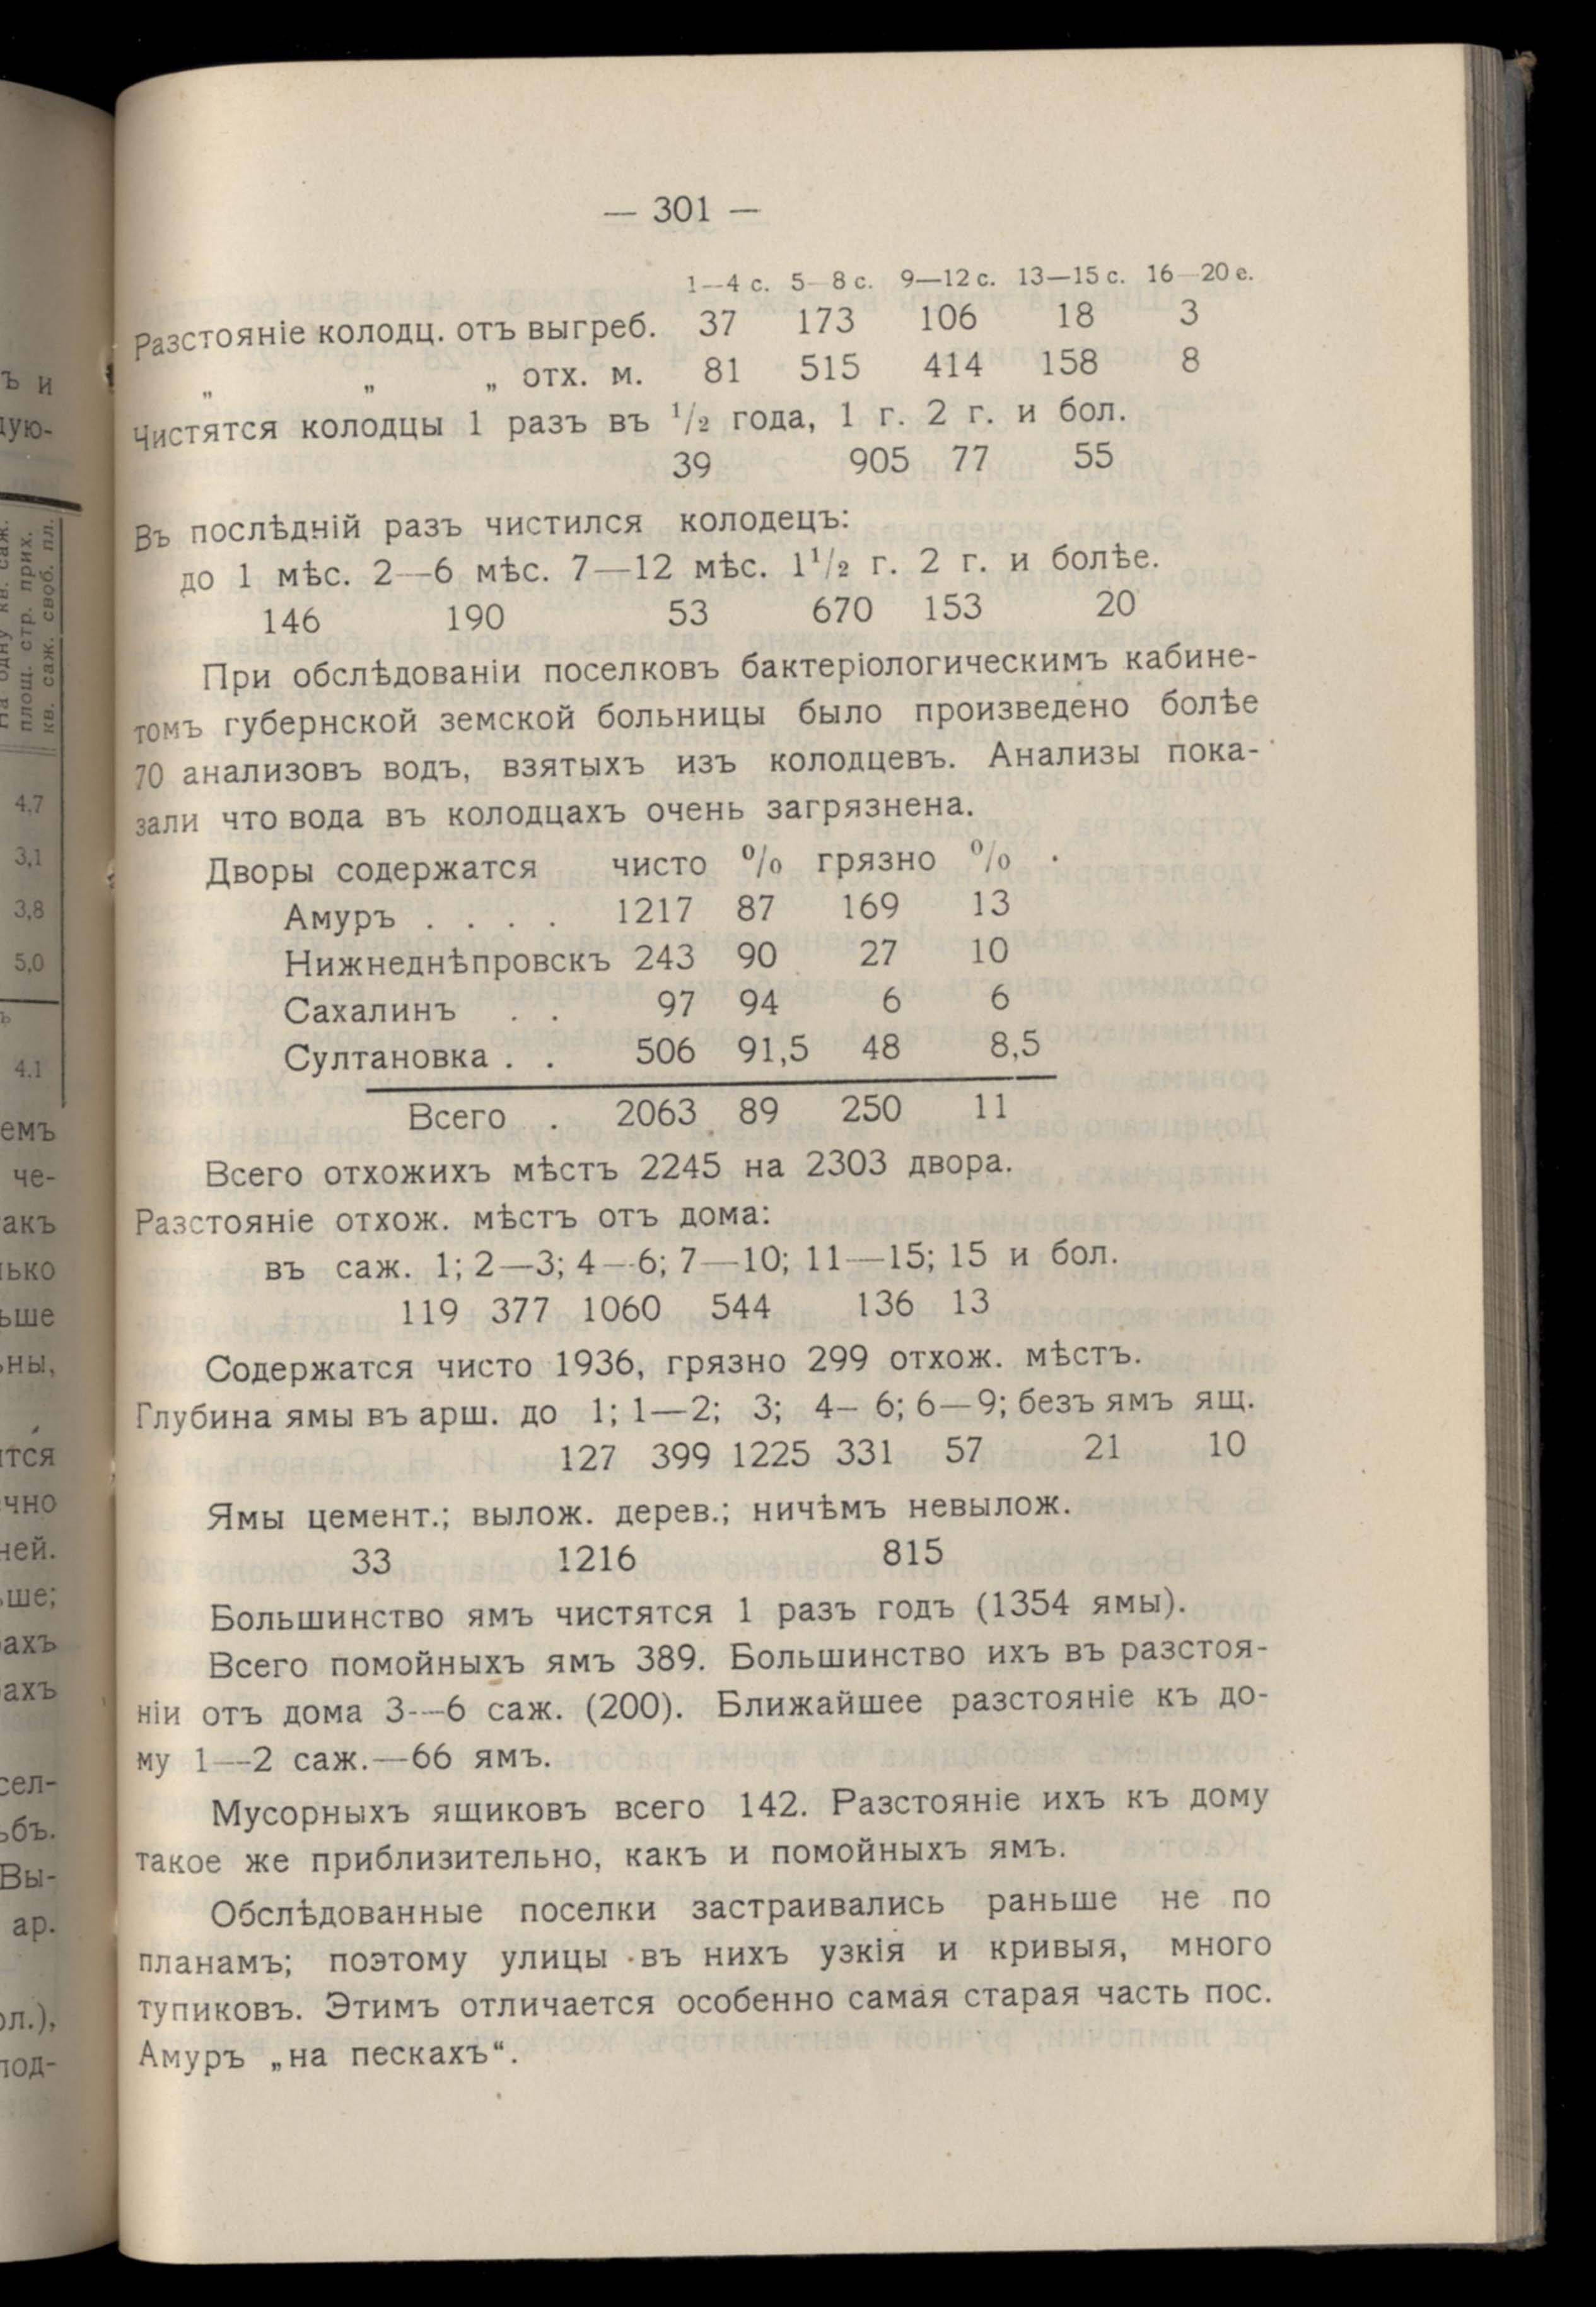 — 301 —
1—4 с. 5—8 с. 9—12 с. 13—15 с. 16—20 с.
Разстояніе колодц. отъ выгреб. 37 173 106 18 3
„ „ „ отх. м. 81 515 414 158 8
Чистятся колодцы 1 разъ въ ¹/₂ года, 1 г. 2 г. и бол.
39 905 77 55
Въ послѣдній разъ чистился колодецъ:
до 1 мѣс. 2—6 мѣс. 7—12 мѣс. 1¹/₂ г. 2 г. и болѣе.
146 190 53 670 153 20
При обслѣдованіи поселковъ бактеріологическимъ кабине-
томъ губернской земской больницы было произведено болѣе
70 анализовъ водъ, взятыхъ изъ колодцевъ. Анализы пока-
зали что вода въ колодцахъ очень загрязнена.
Дворы содержатся чисто ⁰/₀ грязно ⁰/₀
Амуръ . . . . 1217 87 169 13
Нижнеднѣпровскъ 243 90 27 10
Сахалинъ . . 97 94 6 6
Султановка . . 506 91,5 48 8,5
Всего . 2063 89 250 11
Всего отхожихъ мѣстъ 2245 на 2303 двора.
Разстояніе отхож. мѣстъ отъ дома:
въ саж. 1; 2—3; 4—6; 7—10; 11—15; 15 и бол.
119 377 1060 544 136 13
Содержатся чисто 1936, грязно 299 отхож. мѣстъ.
Глубина ямы въ арш. до 1; 1—2; 3; 4—6; 6—9; безъ ямъ ящ.
127 399 1225 331 57 21 10
Ямы цемент.; вылож. дерев.; ничѣмъ невылож.
33 1216 815
Большинство ямъ чистятся 1 разъ годъ (1354 ямы).
Всего помойныхъ ямъ 389. Большинство ихъ въ разстоя-
ніи отъ дома 3—6 саж. (200). Ближайшее разстояніе къ до-
му 1—2 саж.—66 ямъ.
Мусорныхъ ящиковъ всего 142. Разстояніе ихъ къ дому
такое же приблизительно, какъ и помойныхъ ямъ.
Обслѣдованные поселки застраивались раньше не по
планамъ; поэтому улицы въ нихъ узкія и кривыя, много
тупиковъ. Этимъ отличается особенно самая старая часть пос.
Амуръ „на пескахъ“.